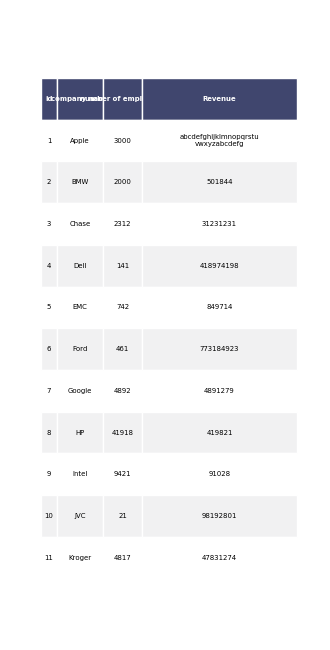 id company number of empl Revenue
1 Apple 3000 abcdefghijklmnopqrstu
vwxyzabcdefg
2 BMW 2000 501844
3 Chase 2312 31231231
4 Dell 141 418974198
5 EMC 742 849714
6 Ford 461 773184923
7 Google 4892 4891279
8 HP 41918 419821
9 Intel 9421 91028
10 JVC 21 98192801
11 Kroger 4817 47831274